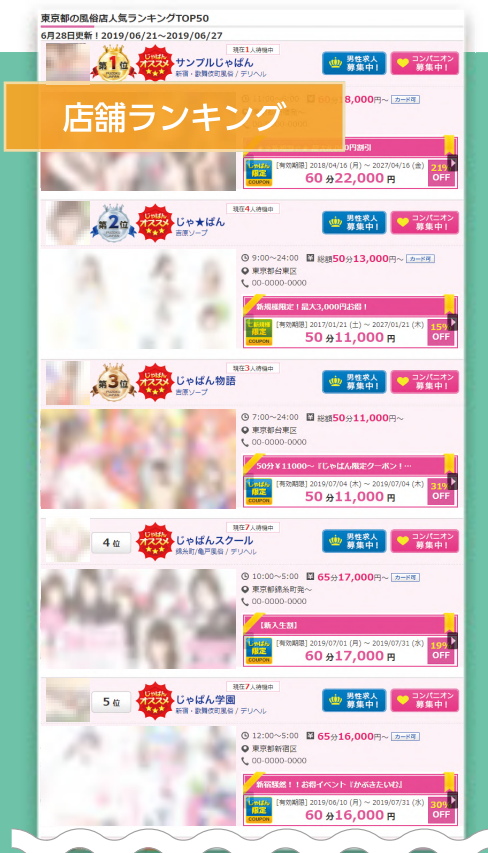 東京都の風俗店人気ランキングTOP50
6月28日更新！2019/06/21～2019/06/27
現在1人待機中
第1位
じゃぱん
オススメ
サンプルじゃぱん
新宿・歌舞伎町風俗 / デリヘル
男性求人
募集中！
コンパニオン
募集中！
店舗ランキング
8,000円～ カード可
円割引
じゃぱん
限定
COUPON
[有効期限] 2018/04/16 (月) ～ 2027/04/16 (金)
60 分 22,000 円
21%
OFF
現在4人待機中
第2位
じゃぱん
オススメ
じゃ★ぱん
吉原ソープ
男性求人
募集中！
コンパニオン
募集中！
9:00～24:00 総額50分13,000円～ カード可
東京都台東区
00-0000-0000
新規様限定！最大3,000円お得！
限定
COUPON
[有効期限] 2017/01/21 (土) ～ 2027/01/21 (木)
50 分 11,000 円
15%
OFF
現在3人待機中
第3位
じゃぱん
オススメ
じゃぱん物語
吉原ソープ
男性求人
募集中！
コンパニオン
募集中！
7:00～24:00 総額50分11,000円～
東京都台東区
00-0000-0000
50分￥11000～『じゃぱん限定クーポン！…
じゃぱん
限定
COUPON
[有効期限] 2019/07/04 (木) ～ 2019/07/04 (木)
50 分 11,000 円
31%
OFF
現在7人待機中
4 位
じゃぱん
オススメ
じゃぱんスクール
錦糸町/亀戸風俗 / デリヘル
男性求人
募集中！
コンパニオン
募集中！
10:00～5:00 65分17,000円～ カード可
東京都錦糸町発～
00-0000-0000
【新人生割】
じゃぱん
限定
COUPON
[有効期限] 2019/07/01 (月) ～ 2019/07/31 (水)
60 分 17,000 円
19%
OFF
現在7人待機中
5 位
じゃぱん
オススメ
じゃぱん学園
新宿・歌舞伎町風俗 / デリヘル
男性求人
募集中！
コンパニオン
募集中！
12:00～5:00 65分16,000円～ カード可
東京都新宿区
00-0000-0000
新宿騒然！！お得イベント『かぶきたいむ』
じゃぱん
限定
COUPON
[有効期限] 2019/06/10 (月) ～ 2019/07/31 (水)
60 分 16,000 円
30%
OFF